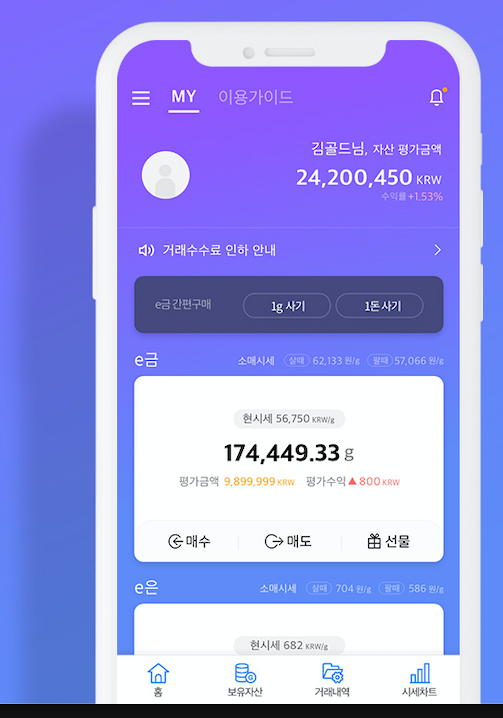 MY 이용가이드
김골드님, 자산 평가금액
24,200,450 KRW
수익률 +1.53%
거래수수료 인하 안내
e금 간편구매 1g 사기 1돈 사기
e금 소매시세 살때 62,133 원/g 팔때 57,066 원/g
현시세 56,750 KRW/g
174,449.33 g
평가금액 9,899,999 KRW 평가수익 ▲ 800 KRW
매수 매도 선물
e은 소매시세 살때 704 원/g 팔때 586 원/g
현시세 682 KRW/g
홈 보유자산 거래내역 시세차트